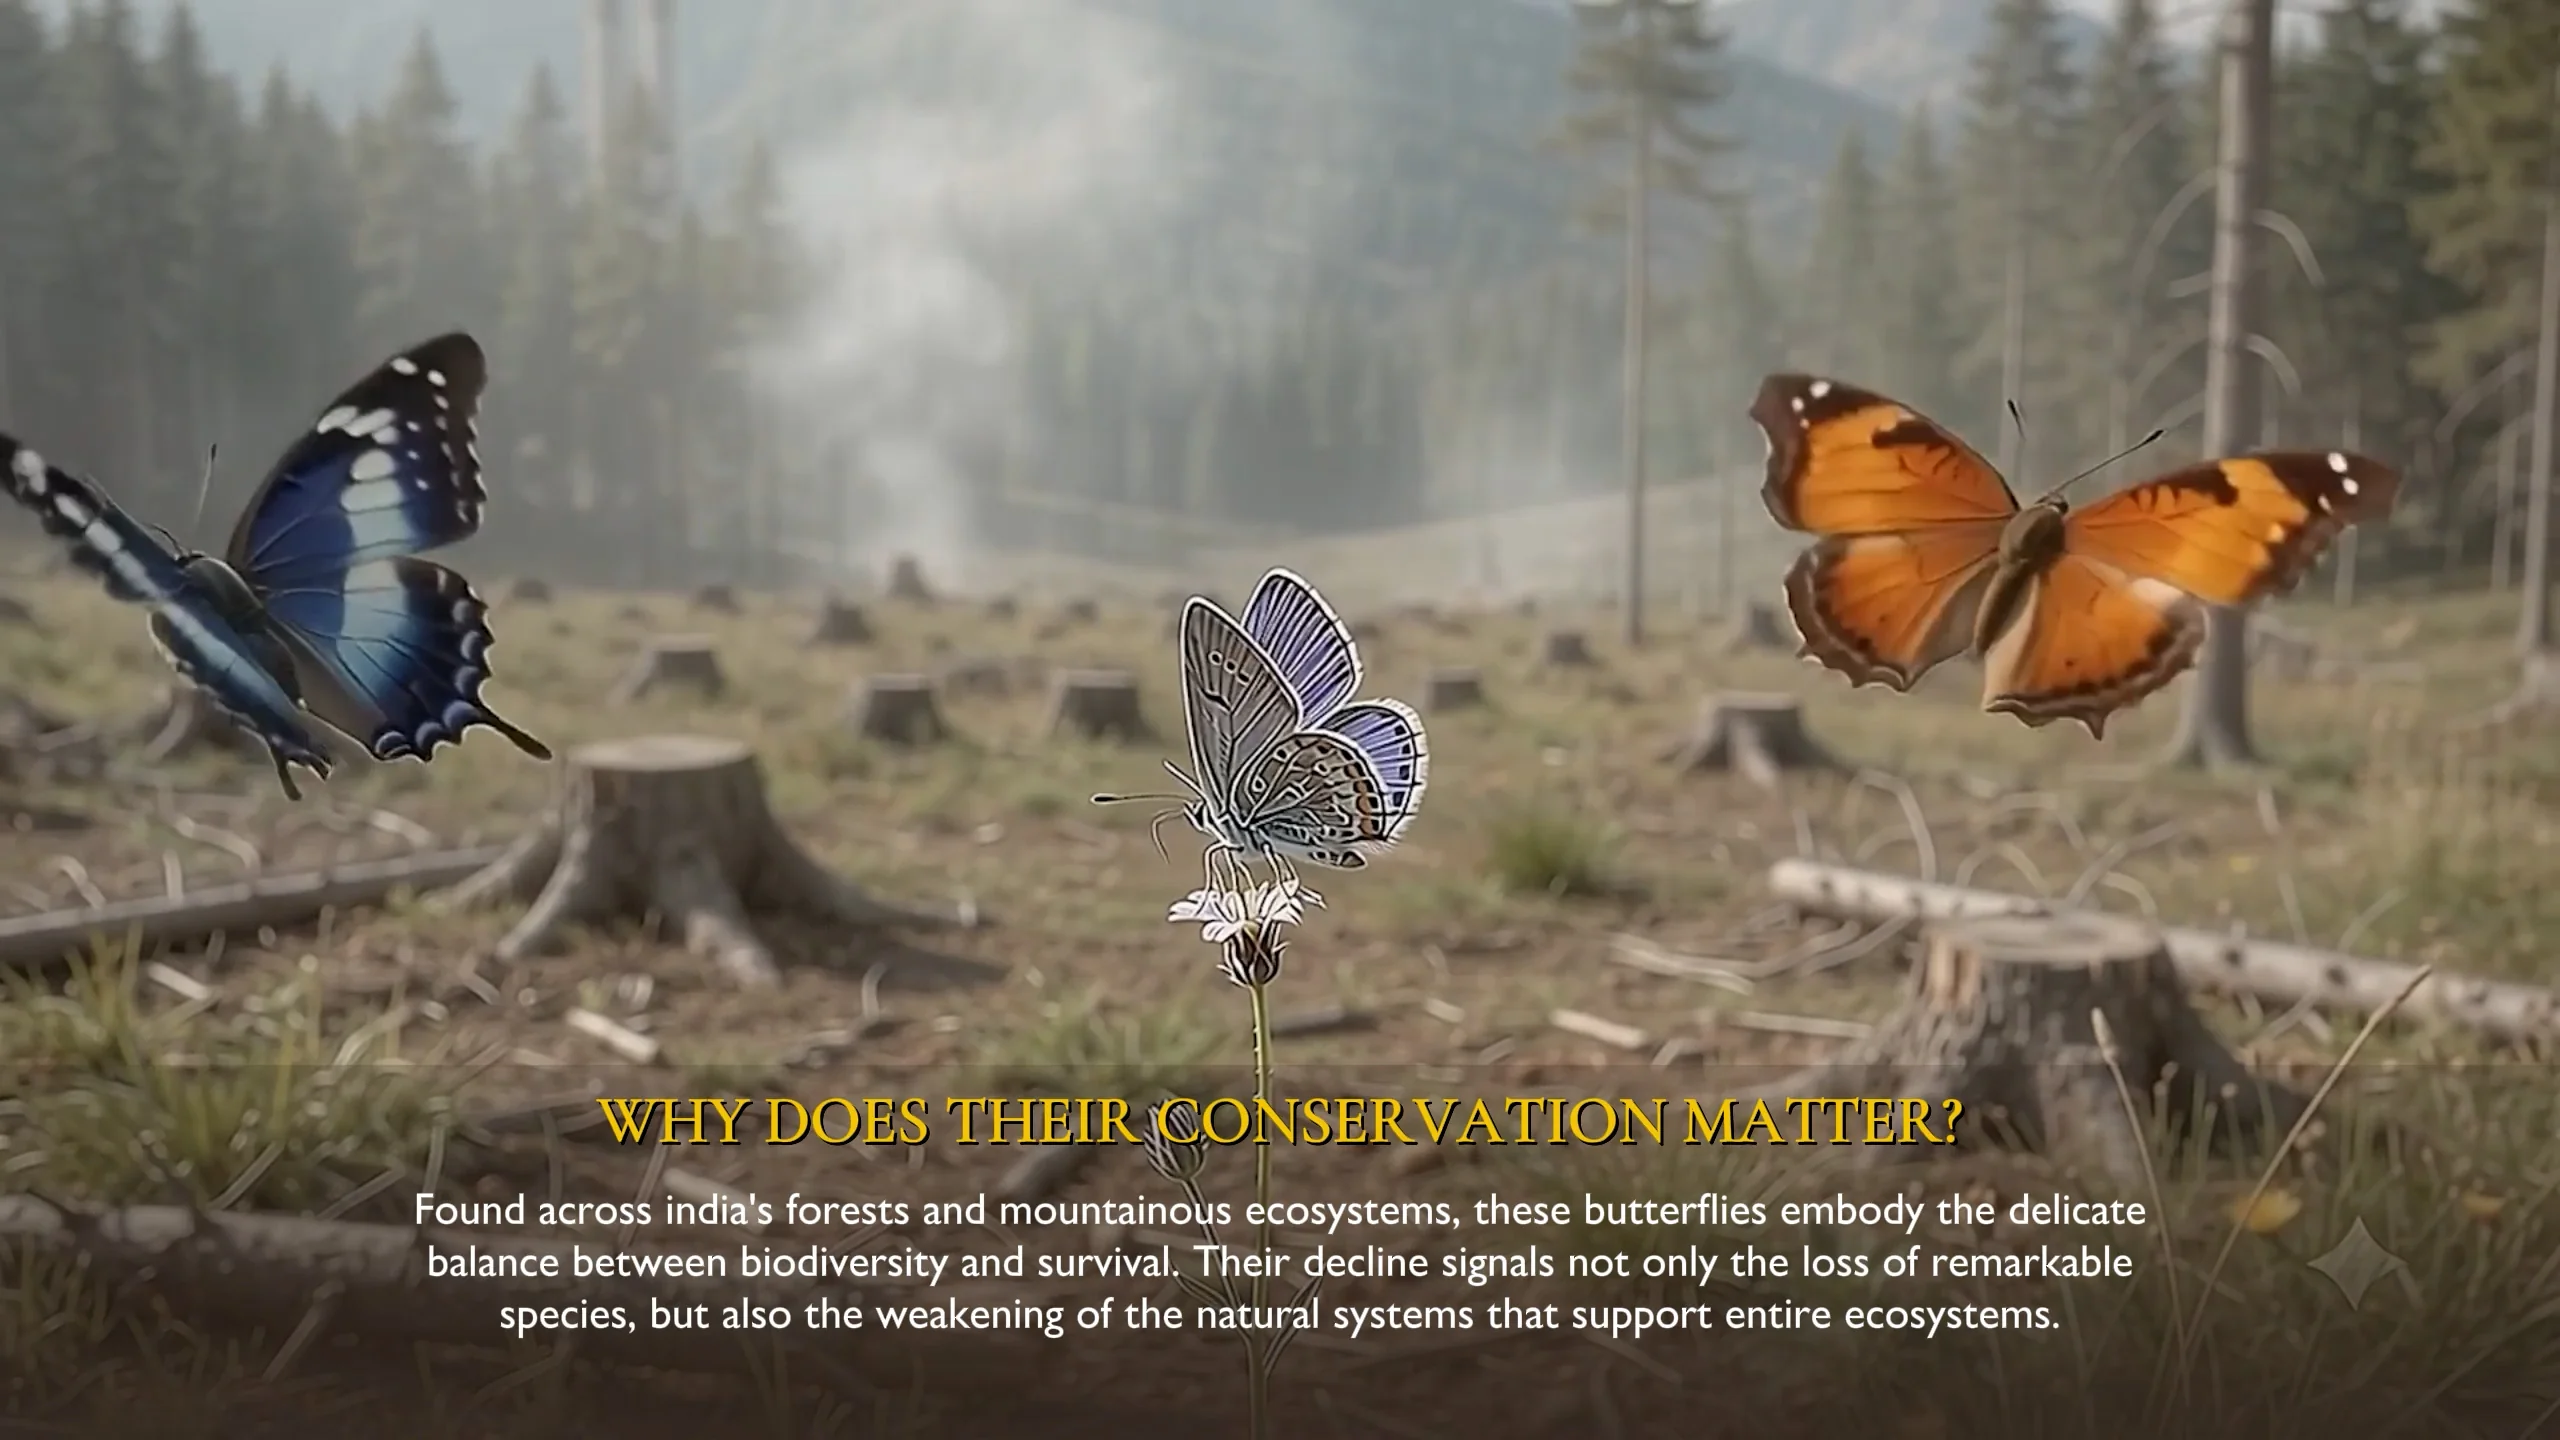 WHY DOES THEIR CONSERVATION MATTER?
Found across india's forests and mountainous ecosystems, these butterflies embody the delicate
balance between biodiversity and survival. Their decline signals not only the loss of remarkable
species, but also the weakening of the natural systems that support entire ecosystems.